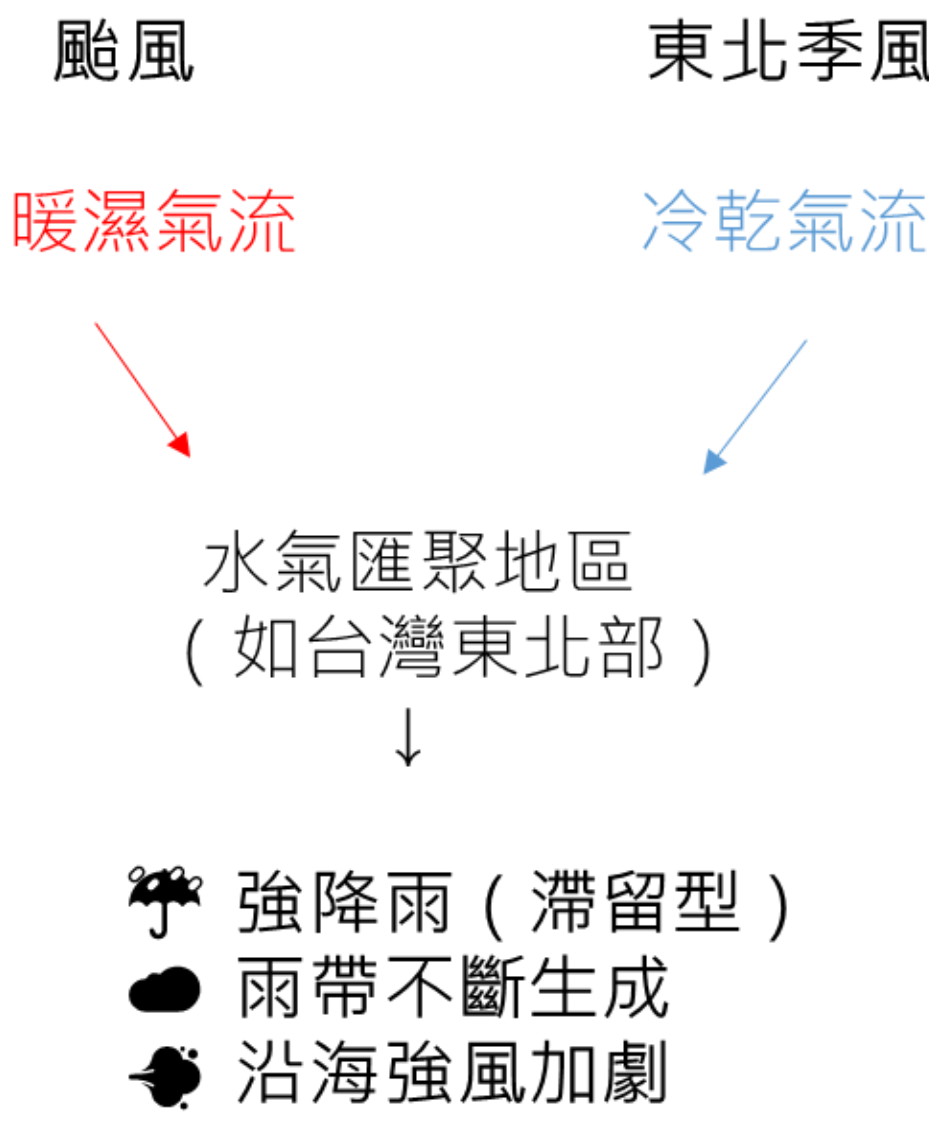 颱風
東北季風
暖濕氣流
冷乾氣流
水氣匯聚地區
（如台灣東北部）
↓
強降雨（滯留型）
雨帶不斷生成
沿海強風加劇